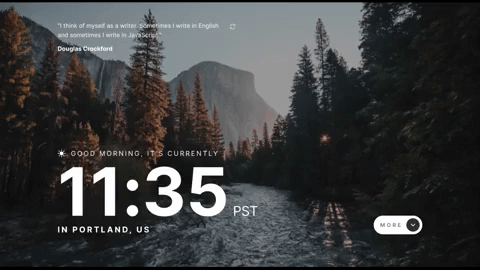 "I think of myself as a writer. Sometimes I write in English
and sometimes I write in JavaScript."
Douglas Crockford
GOOD MORNING, IT'S CURRENTLY
11:35 PST
IN PORTLAND, US
MORE